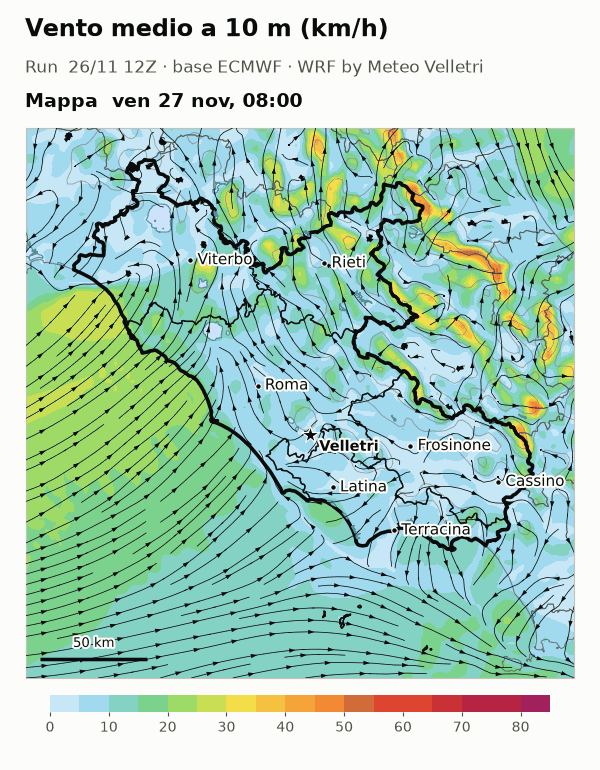 Vento medio a 10 m (km/h)
Run  26/11 12Z · base ECMWF · WRF by Meteo Velletri
Mappa  ven 27 nov, 08:00
Viterbo
Rieti
Roma
Velletri
Frosinone
Cassino
Latina
Terracina
50 km
0 10 20 30 40 50 60 70 80